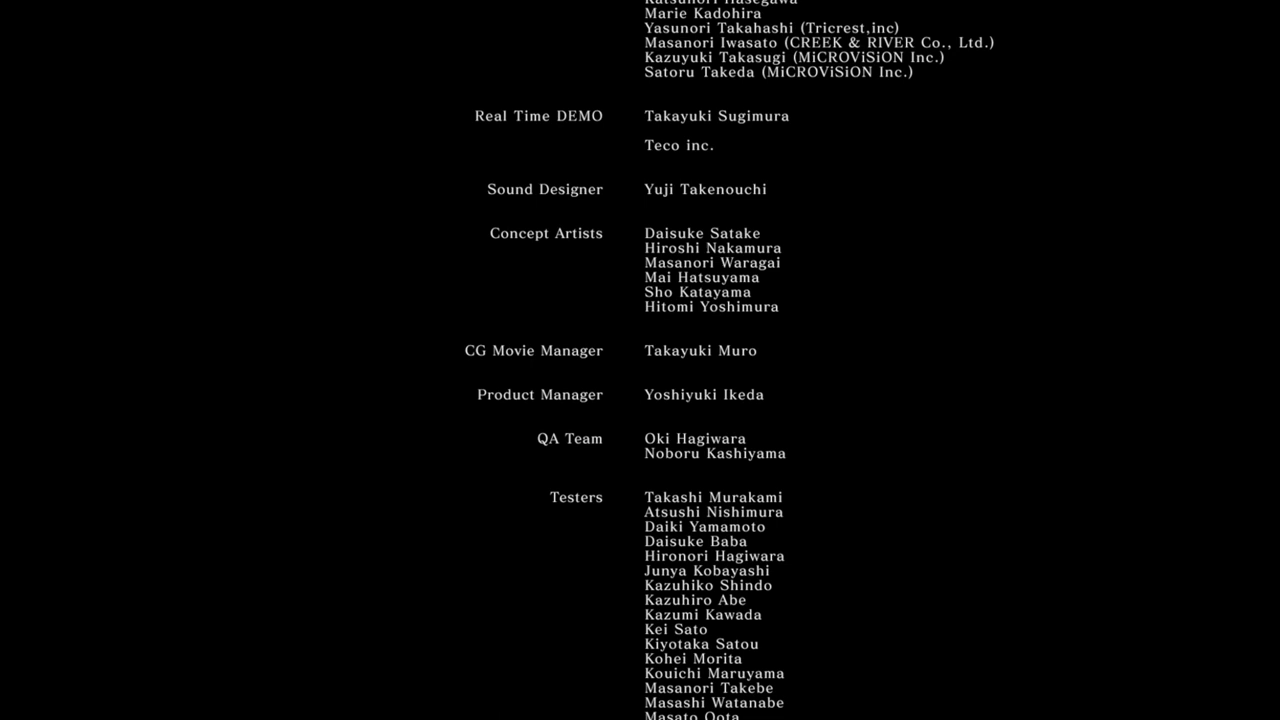 Katsunori Hasegawa
Marie Kadohira
Yasunori Takahashi (Tricrest,inc)
Masanori Iwasato (CREEK & RIVER Co., Ltd.)
Kazuyuki Takasugi (MiCROViSiON Inc.)
Satoru Takeda (MiCROViSiON Inc.)
Real Time DEMO Takayuki Sugimura
Teco inc.
Sound Designer Yuji Takenouchi
Concept Artists Daisuke Satake
Hiroshi Nakamura
Masanori Waragai
Mai Hatsuyama
Sho Katayama
Hitomi Yoshimura
CG Movie Manager Takayuki Muro
Product Manager Yoshiyuki Ikeda
QA Team Oki Hagiwara
Noboru Kashiyama
Testers Takashi Murakami
Atsushi Nishimura
Daiki Yamamoto
Daisuke Baba
Hironori Hagiwara
Junya Kobayashi
Kazuhiko Shindo
Kazuhiro Abe
Kazumi Kawada
Kei Sato
Kiyotaka Satou
Kohei Morita
Kouichi Maruyama
Masanori Takebe
Masashi Watanabe
Masato Oota